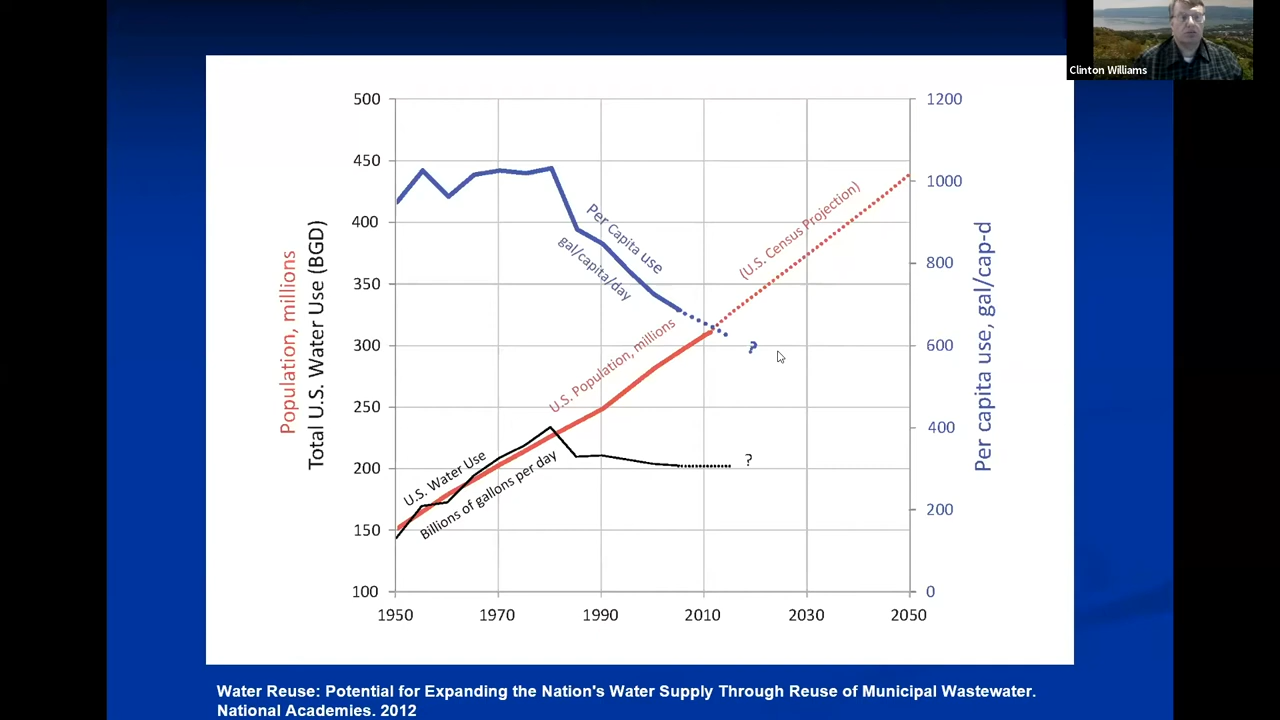 Clinton Williams
500
450
400
350
300
250
200
150
100
1200
1000
800
600
400
200
0
1950
1970
1990
2010
2030
2050
Population, millions
Total U.S. Water Use (BGD)
Per capita use, gal/cap-d
Per Capita use
gal/capita/day
(U.S. Census Projection)
U.S. Population, millions
?
U.S. Water Use
Billions of gallons per day
?
Water Reuse: Potential for Expanding the Nation's Water Supply Through Reuse of Municipal Wastewater.
National Academies. 2012